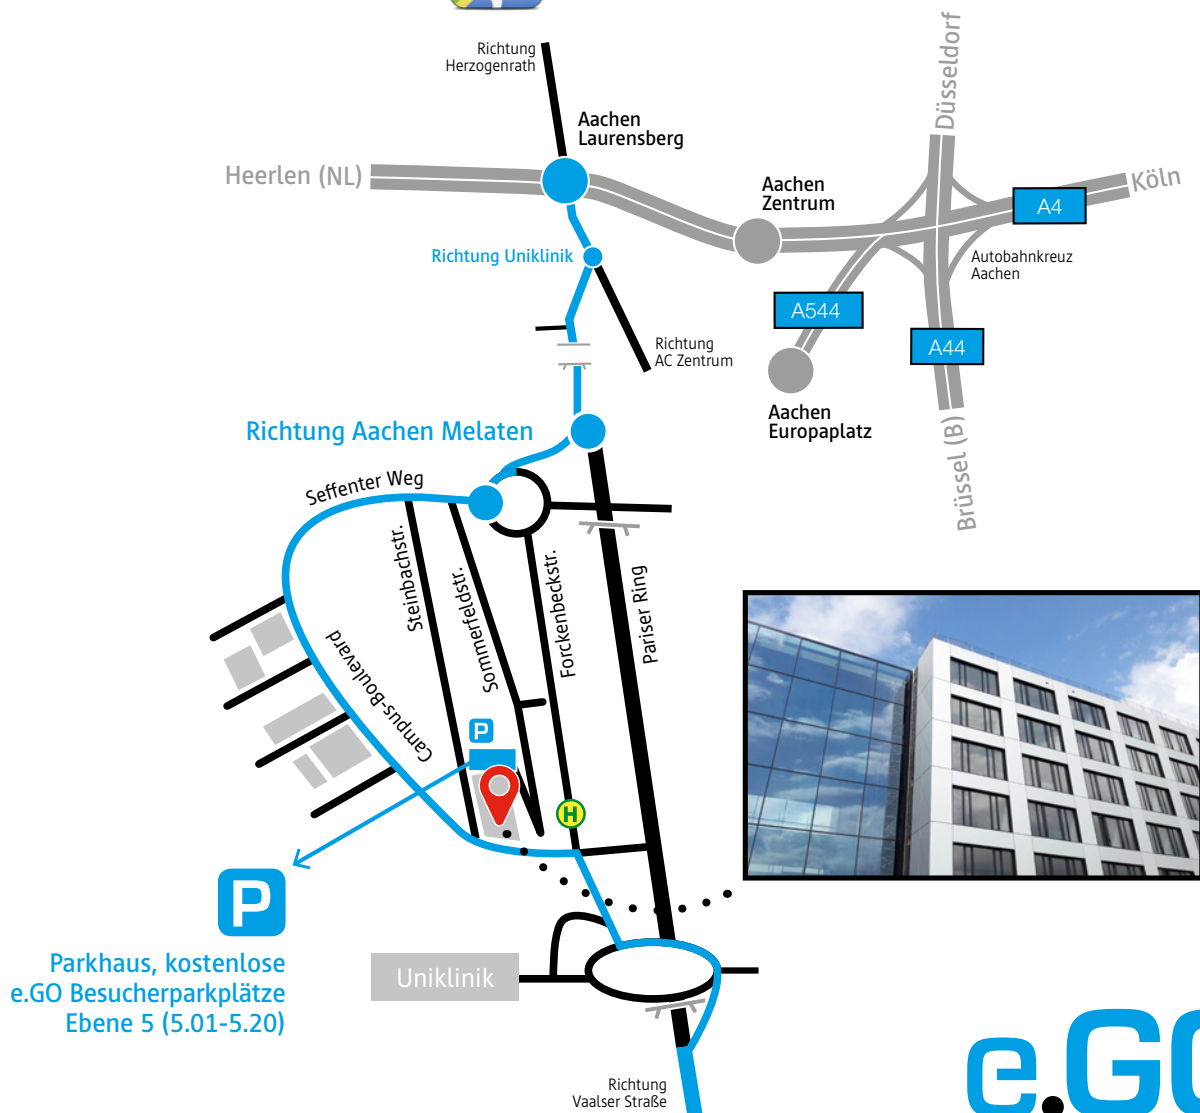 Richtung
Herzogenrath
Düsseldorf
Aachen
Laurensberg
Heerlen (NL)
Aachen
Zentrum
Köln
A4
Richtung Uniklinik
Autobahnkreuz
Aachen
A544
Richtung
AC Zentrum
A44
Aachen
Europaplatz
Brüssel (B)
Richtung Aachen Melaten
Seffenter Weg
Steinbachstr.
Sommerfeldstr.
Forckenbeckstr.
Pariser Ring
Campus-Boulevard
P
H
P
Parkhaus, kostenlose
e.GO Besucherparkplätze
Ebene 5 (5.01-5.20)
Uniklinik
Richtung
Vaalser Straße
e.GO